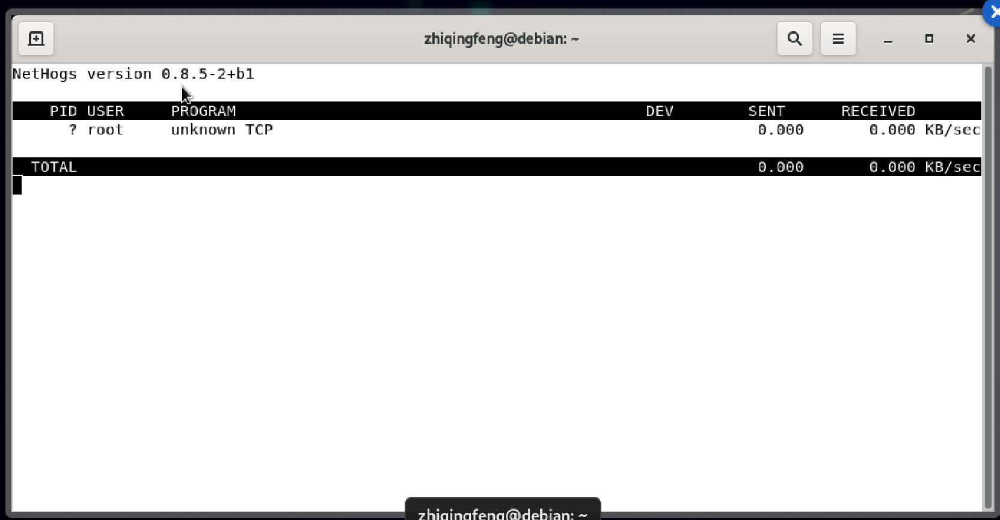 zhiqingfeng@debian: ~
NetHogs version 0.8.5-2+b1
PID USER PROGRAM DEV SENT RECEIVED
? root unknown TCP 0.000 0.000 KB/sec
TOTAL 0.000 0.000 KB/sec
zhiqingfeng@debian: ~